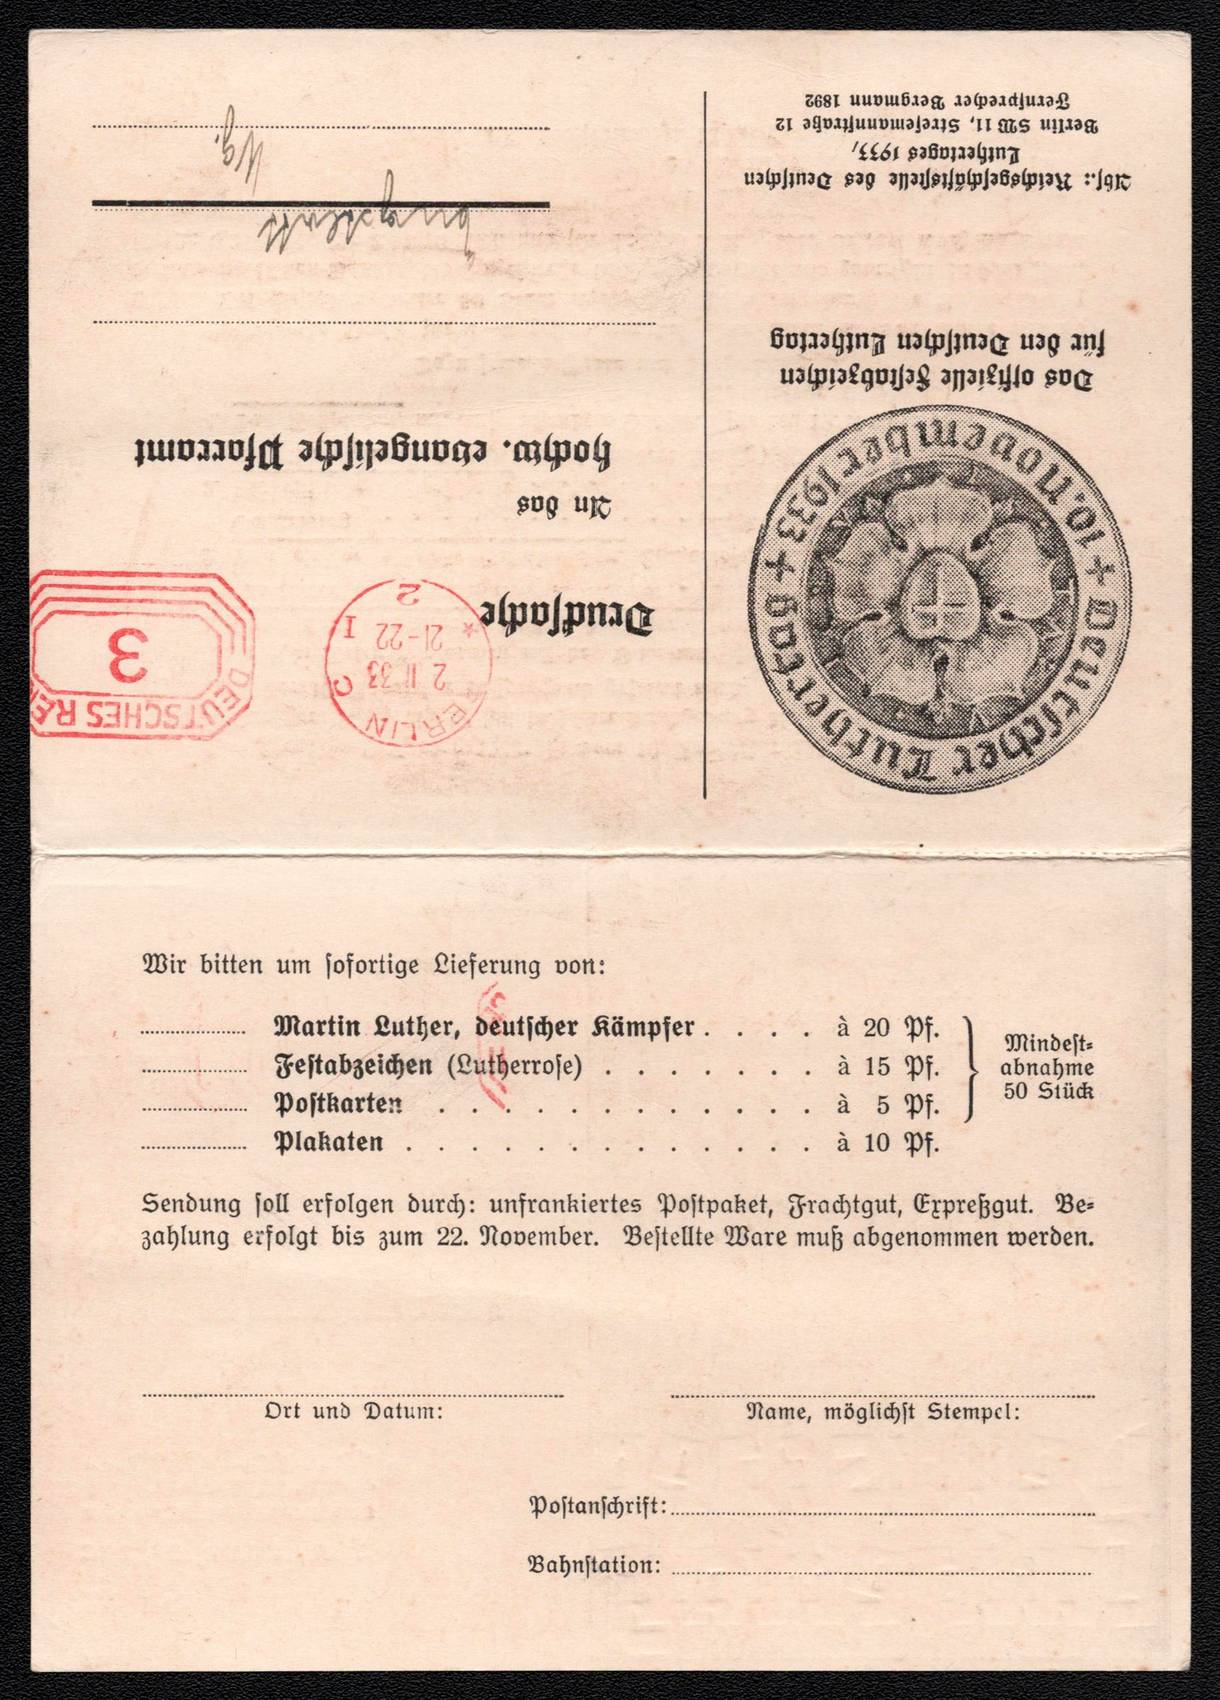 Deutscher Luthertag + 10. November 1933 +
Das offizielle Festabzeichen
für den Deutschen Luthertag
Abs.: Reichsgeschäftsstelle des Deutschen
Luthertages 1933,
Berlin SW 11, Stresemannstraße 12
Fernsprecher Bergmann 1892
Drucksache
BERLIN C
2 11 33
21-22 I
* 2
DEUTSCHES
3
An das
hochw. evangelische Pfarramt
Wir bitten um sofortige Lieferung von:
Martin Luther, deutscher Kämpfer . . . . à 20 Pf.
Festabzeichen (Lutherrose) . . . . . . . à 15 Pf.
Postkarten . . . . . . . . . . . . à 5 Pf.
Mindest-
abnahme
50 Stück
Plakaten . . . . . . . . . . . . . à 10 Pf.
Sendung soll erfolgen durch: unfrankiertes Postpaket, Frachtgut, Expreßgut. Be-
zahlung erfolgt bis zum 22. November. Bestellte Ware muß abgenommen werden.
Ort und Datum:
Name, möglichst Stempel:
Postanschrift:
Bahnstation: